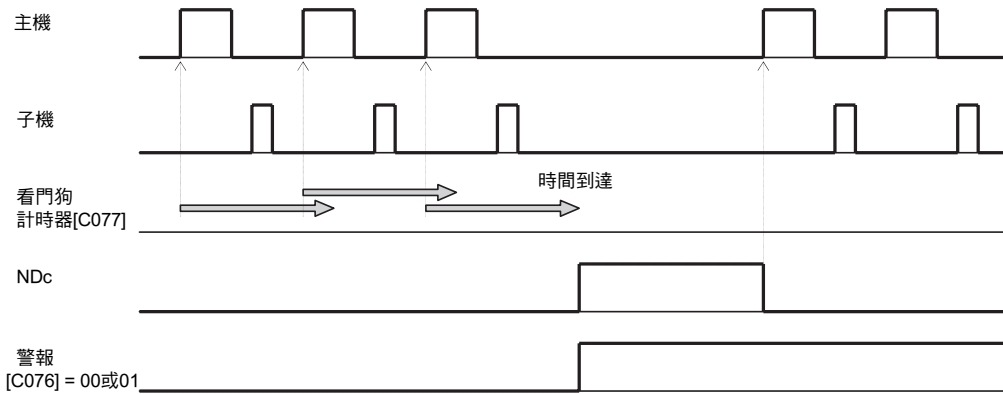 主機
子機
看門狗
計時器[C077]
時間到達
NDc
警報
[C076] = 00或01